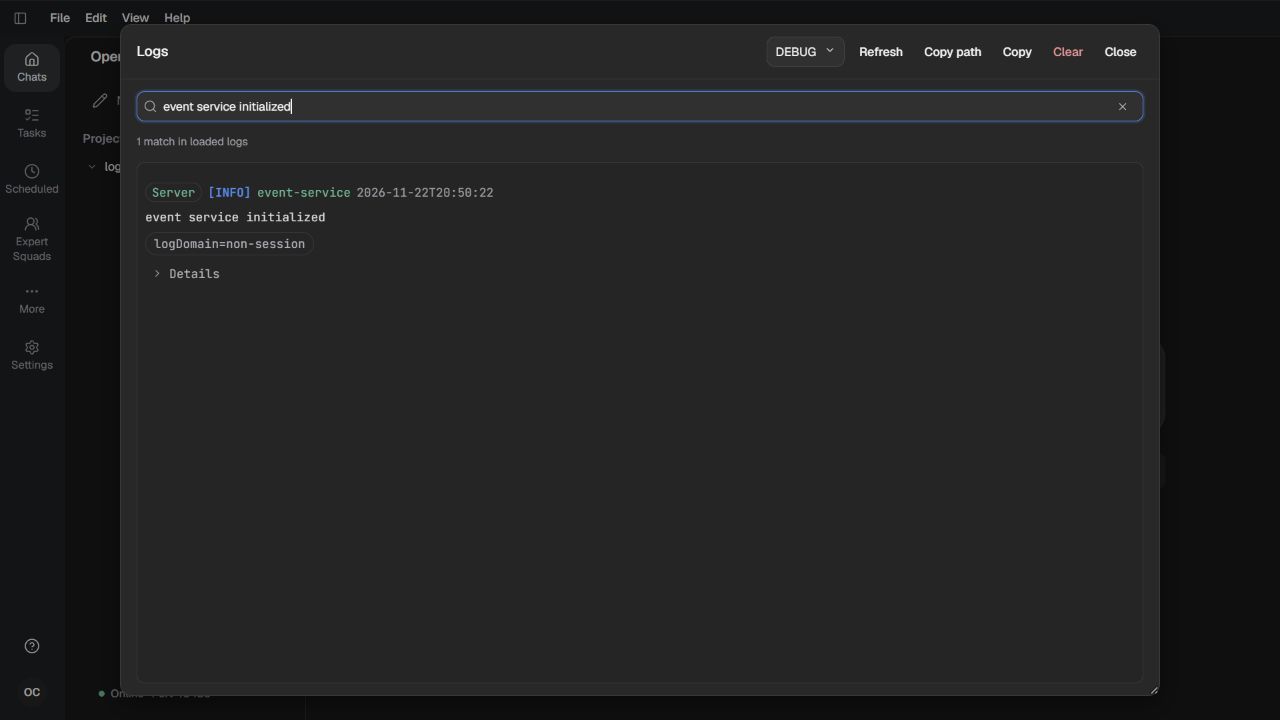 File Edit View Help
Logs
DEBUG Refresh Copy path Copy Clear Close
Chats
Tasks
Scheduled
Expert
Squads
More
Settings
OC
event service initialized
1 match in loaded logs
Server [INFO] event-service 2026-11-22T20:50:22
event service initialized
logDomain=non-session
Details